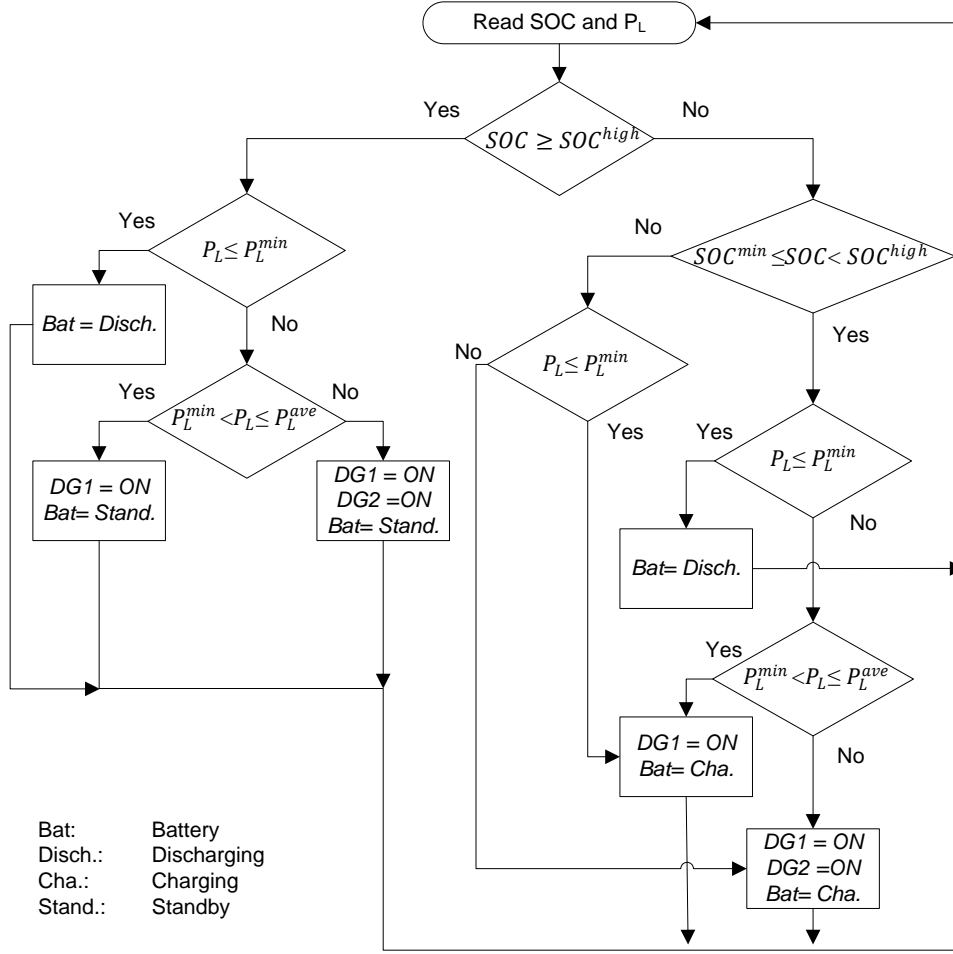 Read SOC and P_L
Yes
No
SOC ≥ SOC^high
Yes
P_L ≤ P_L^min
No
SOC^min ≤SOC< SOC^high
Bat = Disch.
No
No
P_L ≤ P_L^min
Yes
Yes
P_L^min <P_L ≤ P_L^ave
No
Yes
Yes
P_L ≤ P_L^min
DG1 = ON
Bat= Stand.
DG1 = ON
DG2 =ON
Bat= Stand.
No
Bat= Disch.
Yes
P_L^min <P_L ≤ P_L^ave
DG1 = ON
Bat= Cha.
No
DG1 = ON
DG2 =ON
Bat= Cha.
Bat: Battery
Disch.: Discharging
Cha.: Charging
Stand.: Standby